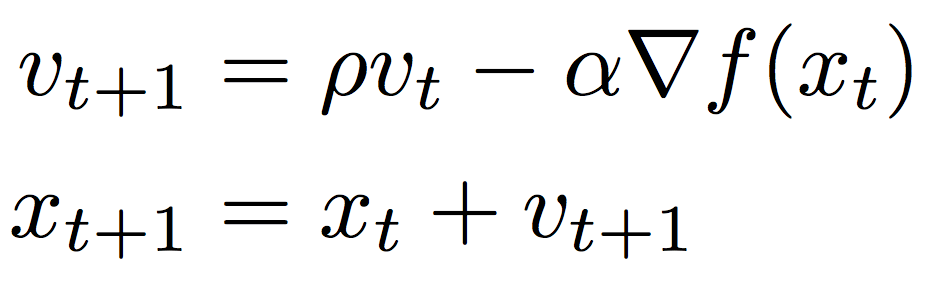 v_{t+1} = ρv_t − α∇f(x_t)
x_{t+1} = x_t + v_{t+1}